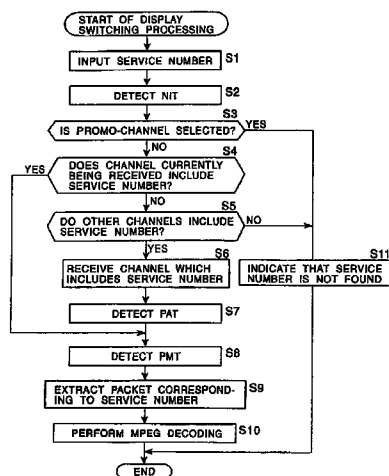 START OF DISPLAY
SWITCHING PROCESSING
INPUT SERVICE NUMBER
S1
DETECT NIT
S2
S3
IS PROMO-CHANNEL SELECTED?
YES
NO
S4
YES
DOES CHANNEL CURRENTLY
BEING RECEIVED INCLUDE
SERVICE NUMBER?
NO
S5
DO OTHER CHANNELS INCLUDE
SERVICE NUMBER?
NO
YES
S6
RECEIVE CHANNEL WHICH
INCLUDES SERVICE NUMBER
S11
INDICATE THAT SERVICE
NUMBER IS NOT FOUND
DETECT PAT
S7
DETECT PMT
S8
EXTRACT PACKET CORRESPOND-
ING TO SERVICE NUMBER
S9
PERFORM MPEG DECODING
S10
END